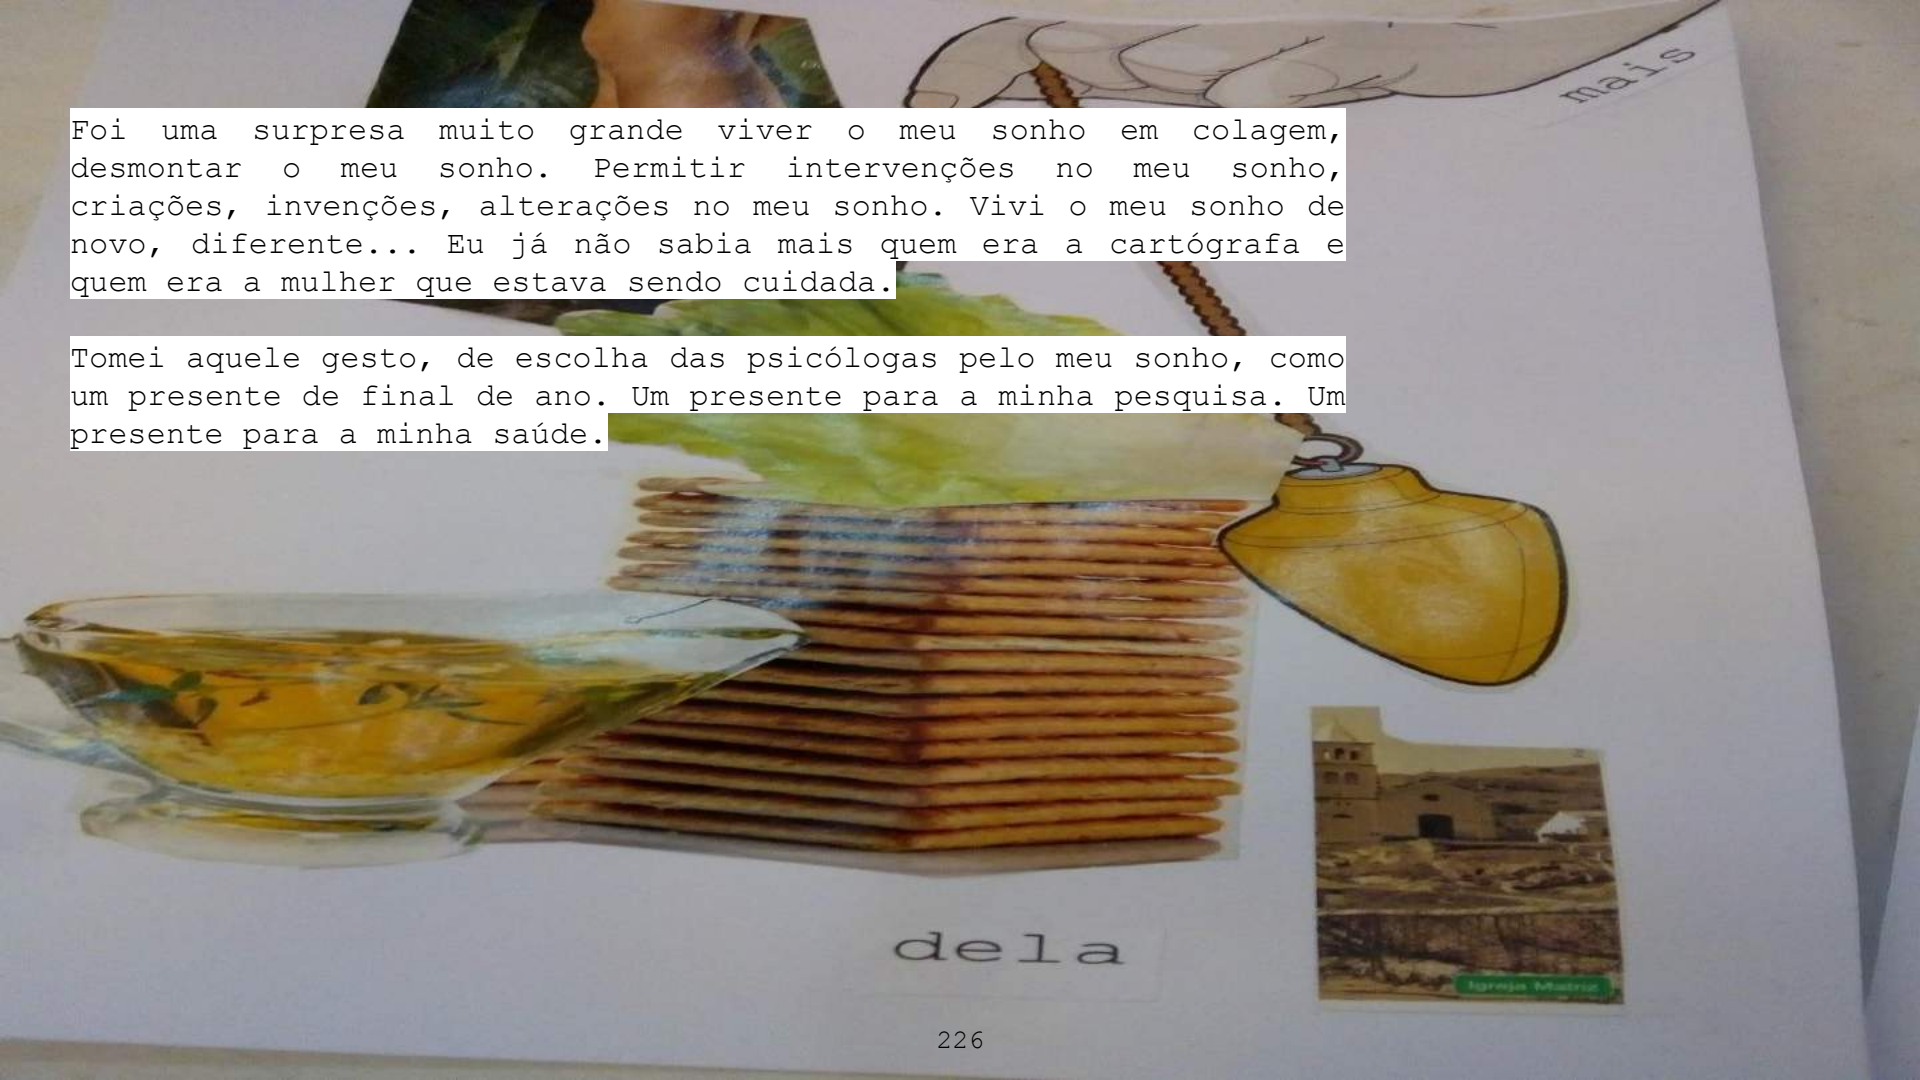 mais
Foi uma surpresa muito grande viver o meu sonho em colagem,
desmontar o meu sonho. Permitir intervenções no meu sonho,
criações, invenções, alterações no meu sonho. Vivi o meu sonho de
novo, diferente... Eu já não sabia mais quem era a cartógrafa e
quem era a mulher que estava sendo cuidada.
Tomei aquele gesto, de escolha das psicólogas pelo meu sonho, como
um presente de final de ano. Um presente para a minha pesquisa. Um
presente para a minha saúde.
dela
Igreja Matriz
226